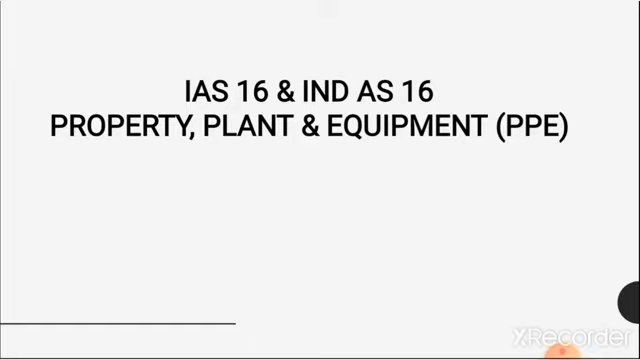 IAS 16 & IND AS 16
PROPERTY, PLANT & EQUIPMENT (PPE)
XRecorder